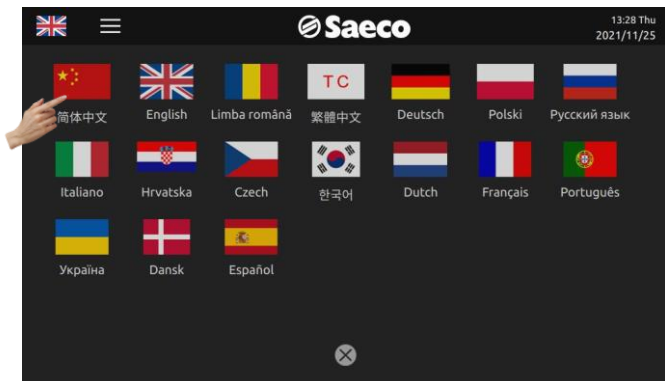 Saeco
13:28 Thu
2021/11/25
TC
简体中文
English
Limba română
繁體中文
Deutsch
Polski
Русский язык
Italiano
Hrvatska
Czech
한국어
Dutch
Français
Português
Україна
Dansk
Español